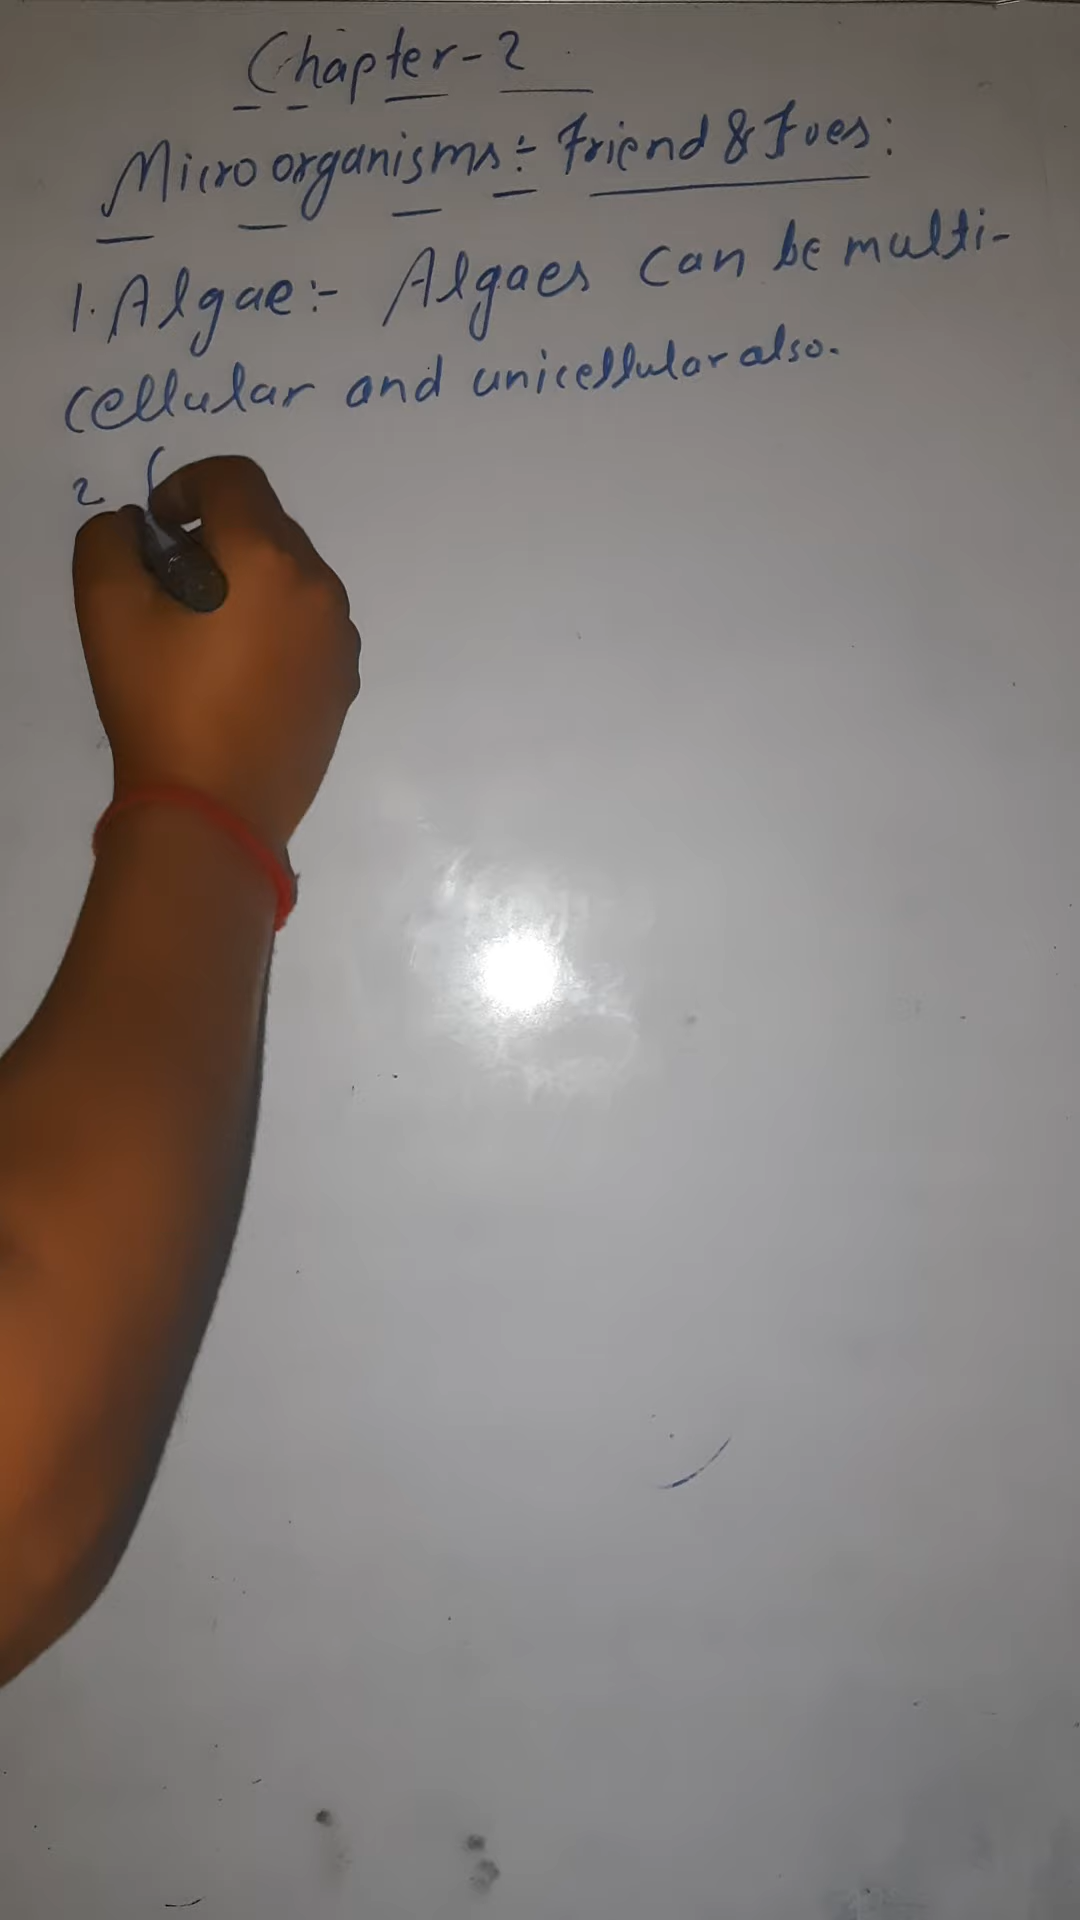 Chapter-2
Microorganisms:- Friend & Foes:
1. Algae:- Algaes can be multi-
cellular and unicellular also.
2